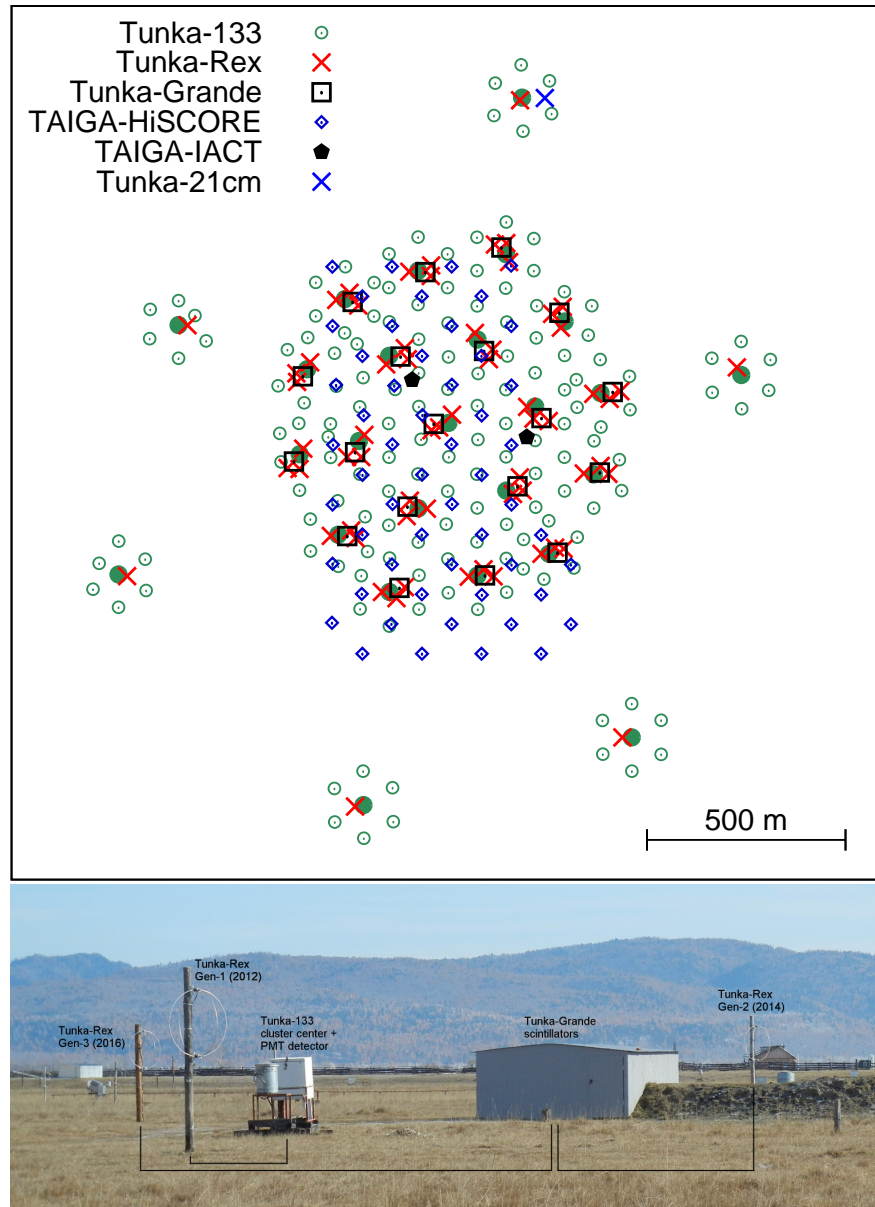 Tunka-133
Tunka-Rex
Tunka-Grande
TAIGA-HiSCORE
TAIGA-IACT
Tunka-21cm
500 m
Tunka-Rex
Gen-1 (2012)
Tunka-Rex
Gen-3 (2016)
Tunka-133
cluster center +
PMT detector
Tunka-Grande
scintillators
Tunka-Rex
Gen-2 (2014)